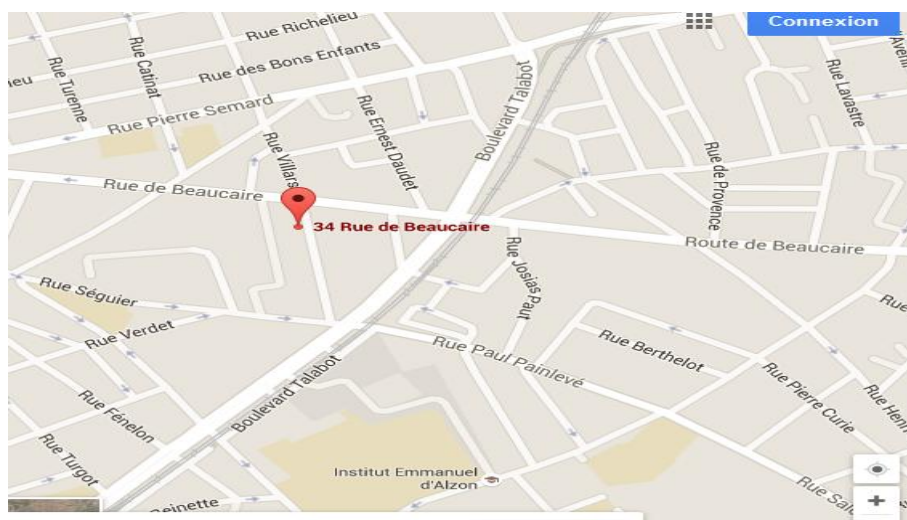 Connexion
Rue Richelieu
ieu
Rue Turenne
Rue Catinat
Rue des Bons Enfants
Rue Pierre Semard
Rue Villars
Rue Ernest Daudet
Boulevard Talabot
Rue Lavastre
Rue de Provence
Rue de Beaucaire
34 Rue de Beaucaire
Route de Beaucaire
Rue Josias Paut
Rue Séguier
Rue Verdet
Rue
Rue Paul Painlevé
Rue Berthelot
Boulevard Talabot
Rue Pierre Curie
Rue Fénelon
Rue Turgot
Institut Emmanuel
d'Alzon
+